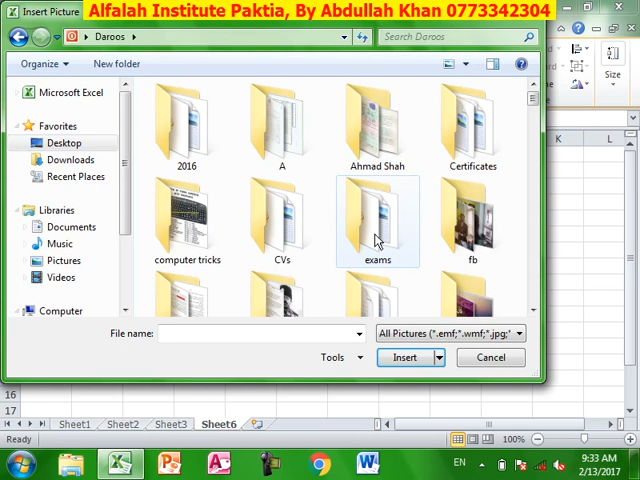 Alfalah Institute Paktia, By Abdullah Khan 0773342304
Insert Picture
Daroos
Search Daroos
Organize
New folder
Microsoft Excel
Favorites
Desktop
Downloads
Recent Places
Libraries
Documents
Music
Pictures
Videos
Computer
2016
A
Ahmad Shah
Certificates
computer tricks
CVs
exams
fb
File name:
All Pictures (*.emf;*.wmf;*.jpg;*
Tools
Insert
Cancel
Size
K
L
16
17
Sheet1
Sheet2
Sheet3
Sheet6
Ready
100%
EN
9:33 AM
2/13/2017